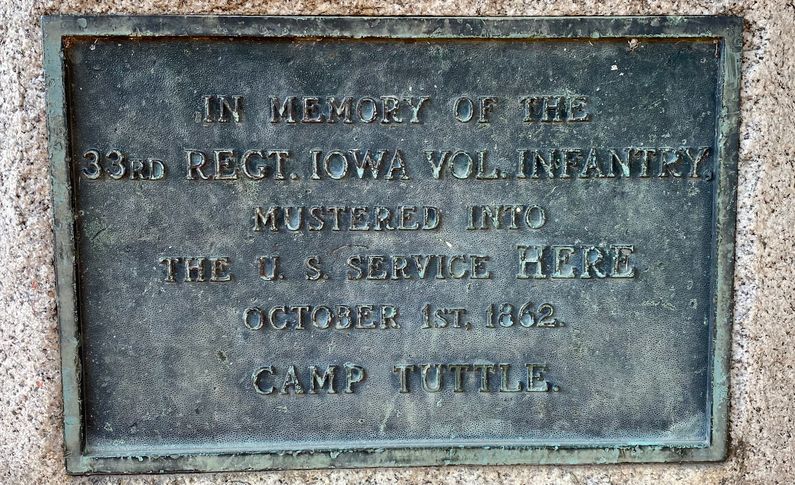 IN MEMORY OF THE
33RD REGT. IOWA VOL. INFANTRY,
MUSTERED INTO
THE U. S. SERVICE HERE
OCTOBER 1ST, 1862.
CAMP TUTTLE.